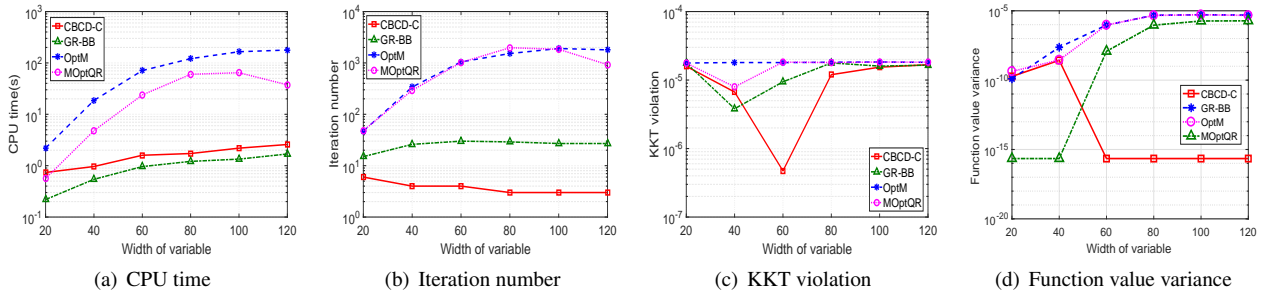 CPU time(s)
10^3
10^2
10^1
10^0
10^-1
CBCD-C
GR-BB
OptM
MOptQR
20 40 60 80 100 120
Width of variable
(a) CPU time
Iteration number
10^4
10^3
10^2
10^1
10^0
CBCD-C
GR-BB
OptM
MOptQR
20 40 60 80 100 120
Width of variable
(b) Iteration number
KKT violation
10^-4
10^-5
10^-6
10^-7
CBCD-C
GR-BB
OptM
MOptQR
20 40 60 80 100 120
Width of variable
(c) KKT violation
Function value variance
10^-5
10^-10
10^-15
10^-20
CBCD-C
GR-BB
OptM
MOptQR
20 40 60 80 100 120
Width of variable
(d) Function value variance